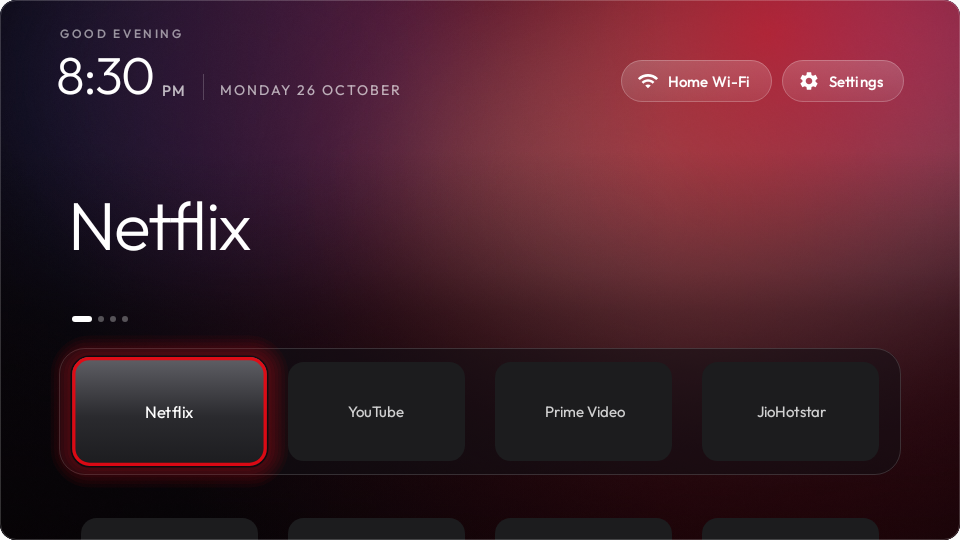 GOOD EVENING
8:30 PM
MONDAY 26 OCTOBER
Home Wi-Fi
Settings
Netflix
Netflix
YouTube
Prime Video
JioHotstar